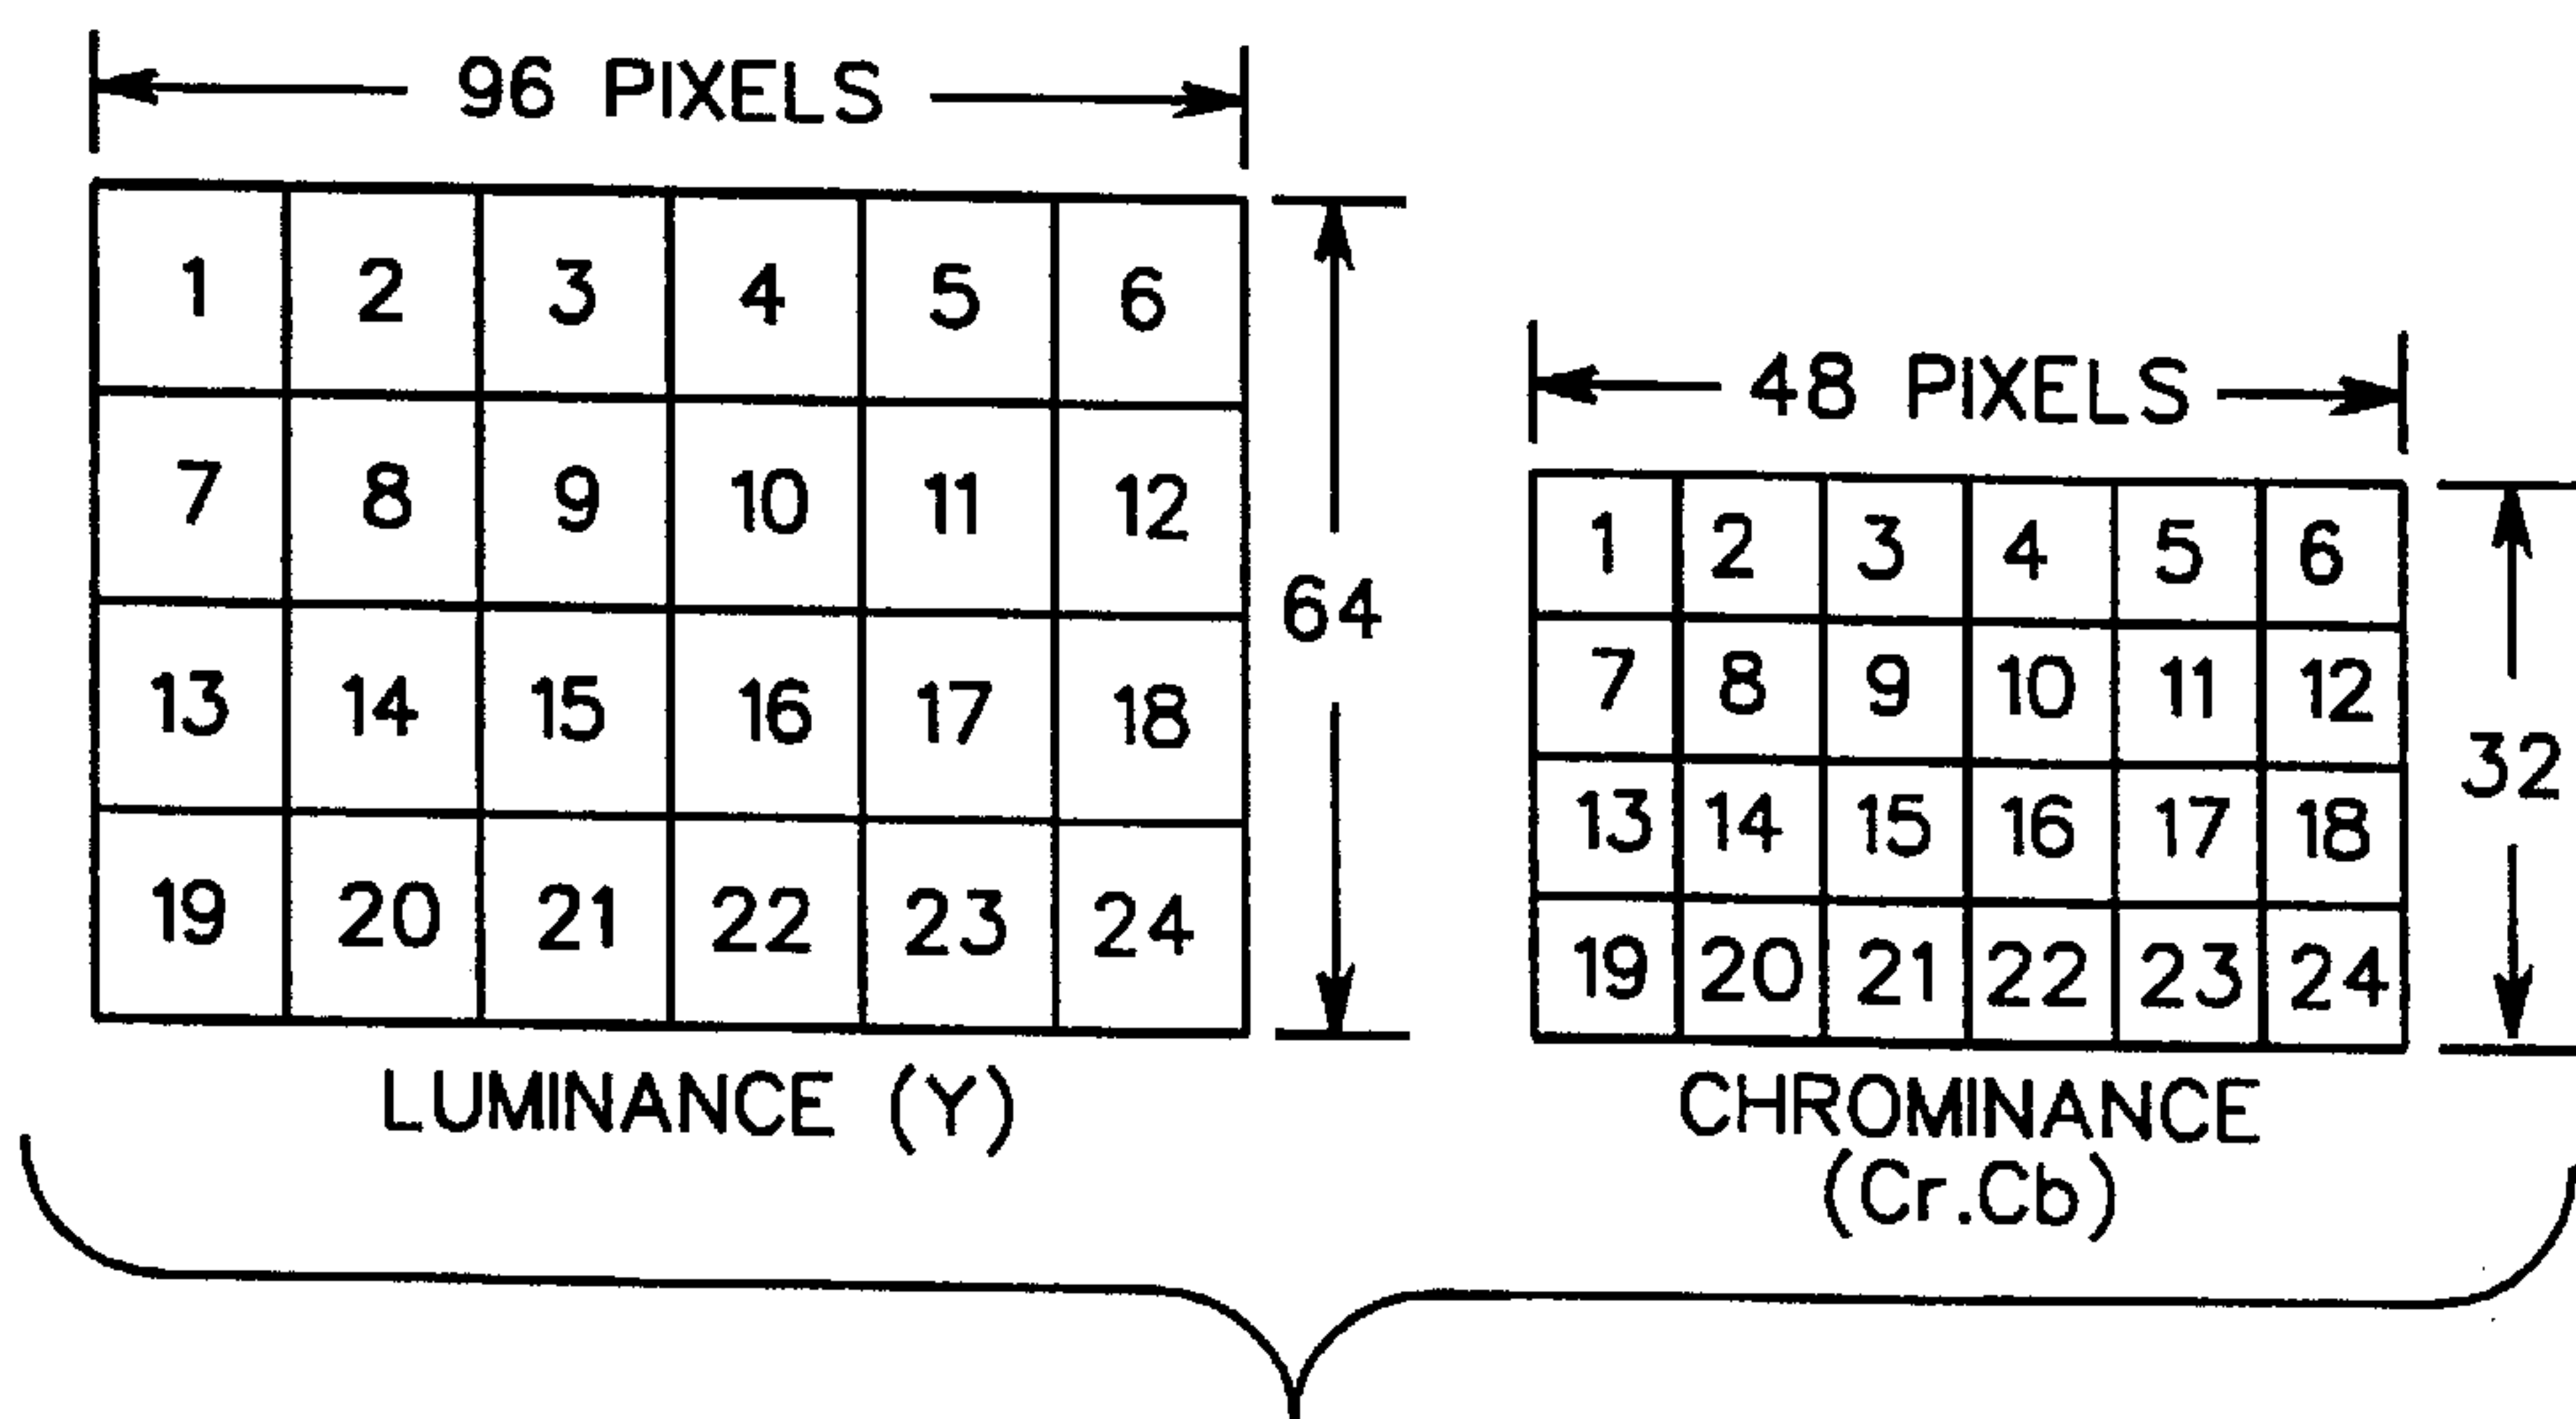 96 PIXELS
1 2 3 4 5 6
7 8 9 10 11 12
13 14 15 16 17 18
19 20 21 22 23 24
64
LUMINANCE (Y)
48 PIXELS
1 2 3 4 5 6
7 8 9 10 11 12
13 14 15 16 17 18
19 20 21 22 23 24
32
CHROMINANCE
(Cr.Cb)